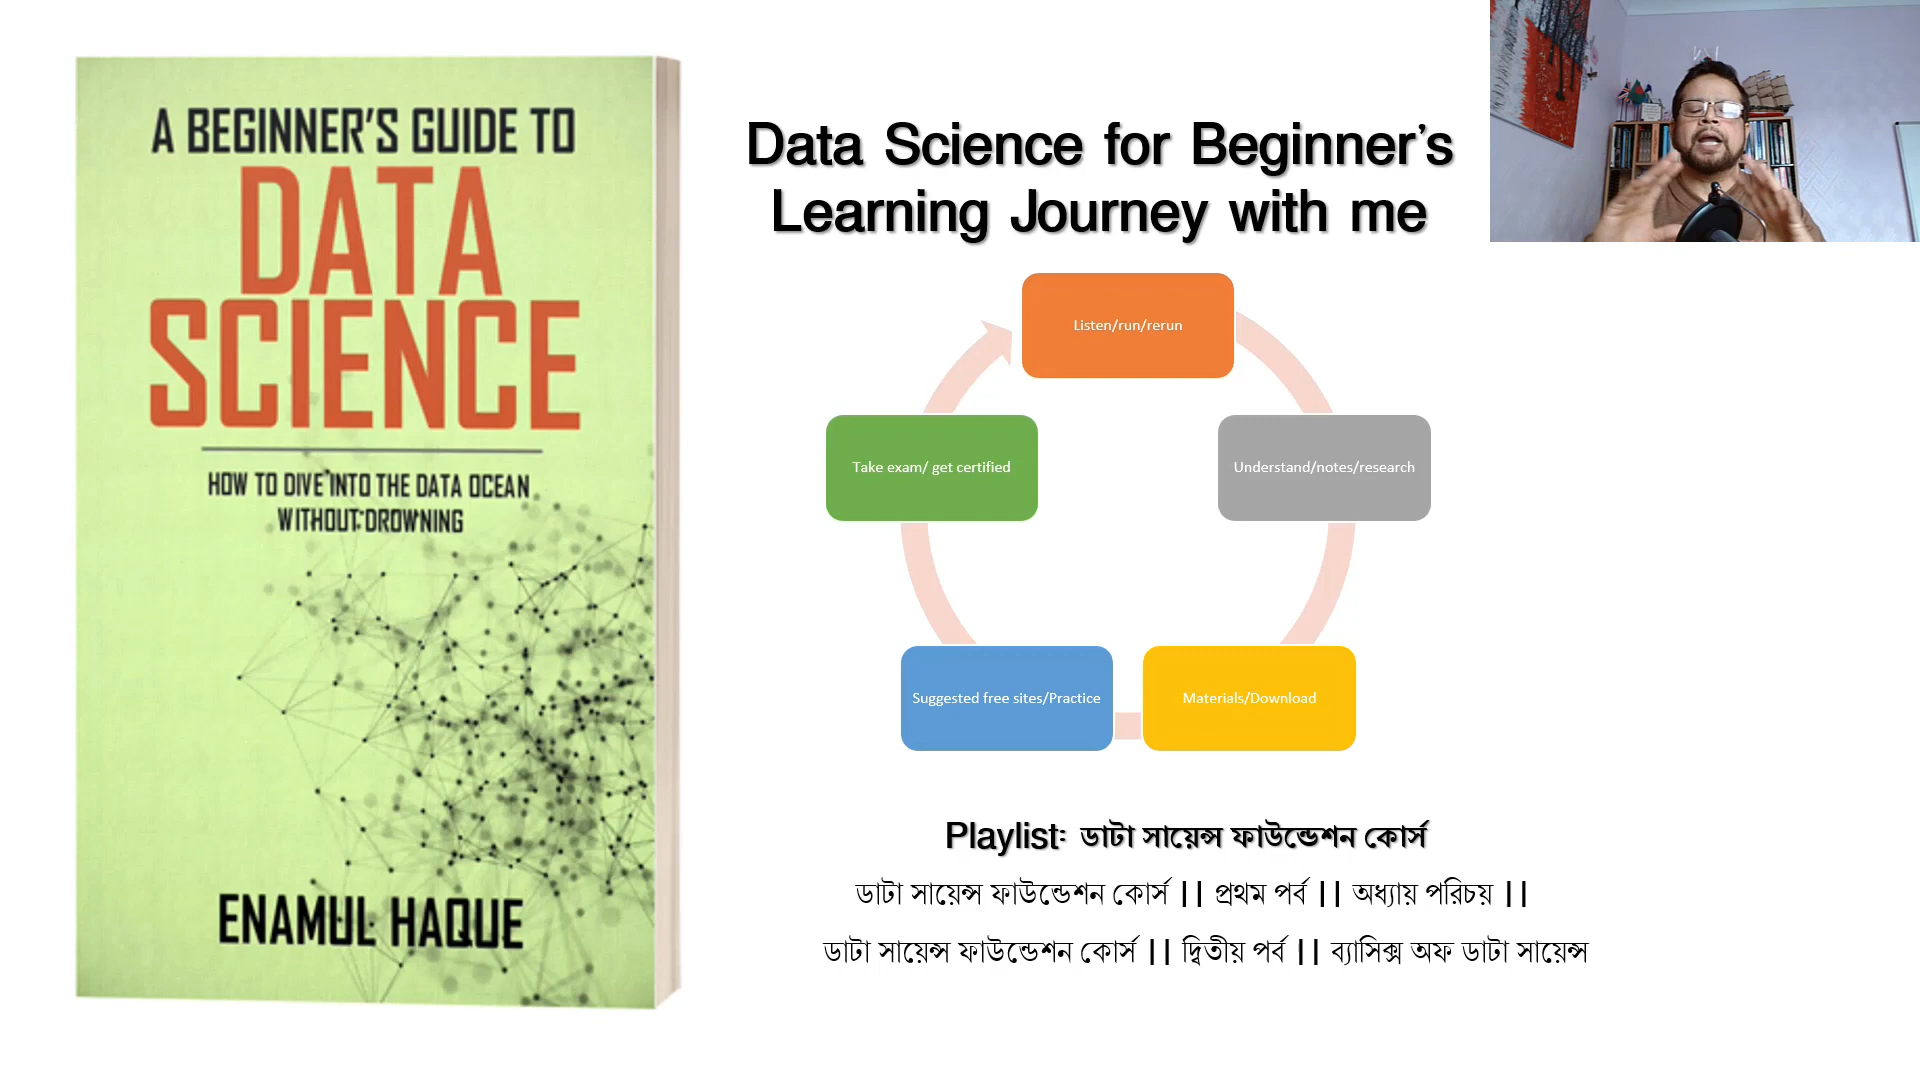 A BEGINNER'S GUIDE TO
DATA
SCIENCE
HOW TO DIVE INTO THE DATA OCEAN
WITHOUT DROWNING
ENAMUL HAQUE
Data Science for Beginner's
Learning Journey with me
Listen/run/rerun
Take exam/ get certified
Understand/notes/research
Suggested free sites/Practice
Materials/Download
Playlist: ডাটা সায়েন্স ফাউন্ডেশন কোর্স
ডাটা সায়েন্স ফাউন্ডেশন কোর্স || প্রথম পর্ব || অধ্যায় পরিচয় ||
ডাটা সায়েন্স ফাউন্ডেশন কোর্স || দ্বিতীয় পর্ব || ব্যাসিক্স অফ ডাটা সায়েন্স